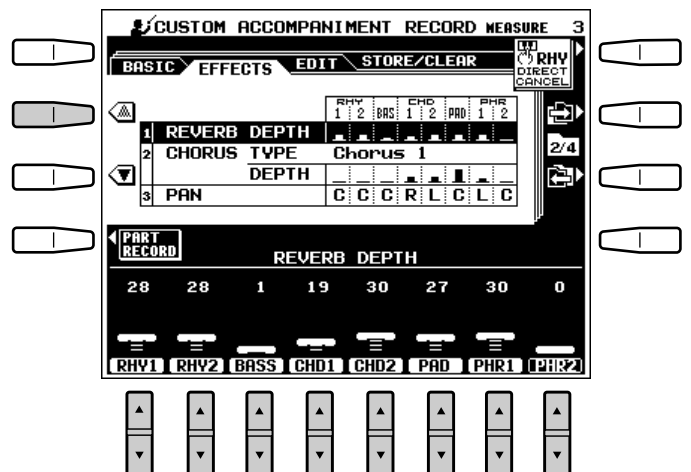 CUSTOM ACCOMPANIMENT RECORD MEASURE 3
BASIC EFFECTS EDIT STORE/CLEAR
RHY
DIRECT
CANCEL
RHY CHD PHR
1 2 BAS 1 2 PAD 1 2
1 REVERB DEPTH
2 CHORUS TYPE Chorus 1
2/4
DEPTH
3 PAN C C C R L C L C
PART
RECORD
REVERB DEPTH
28 28 1 19 30 27 30 0
RHY1 RHY2 BASS CHD1 CHD2 PAD PHR1 PHR2